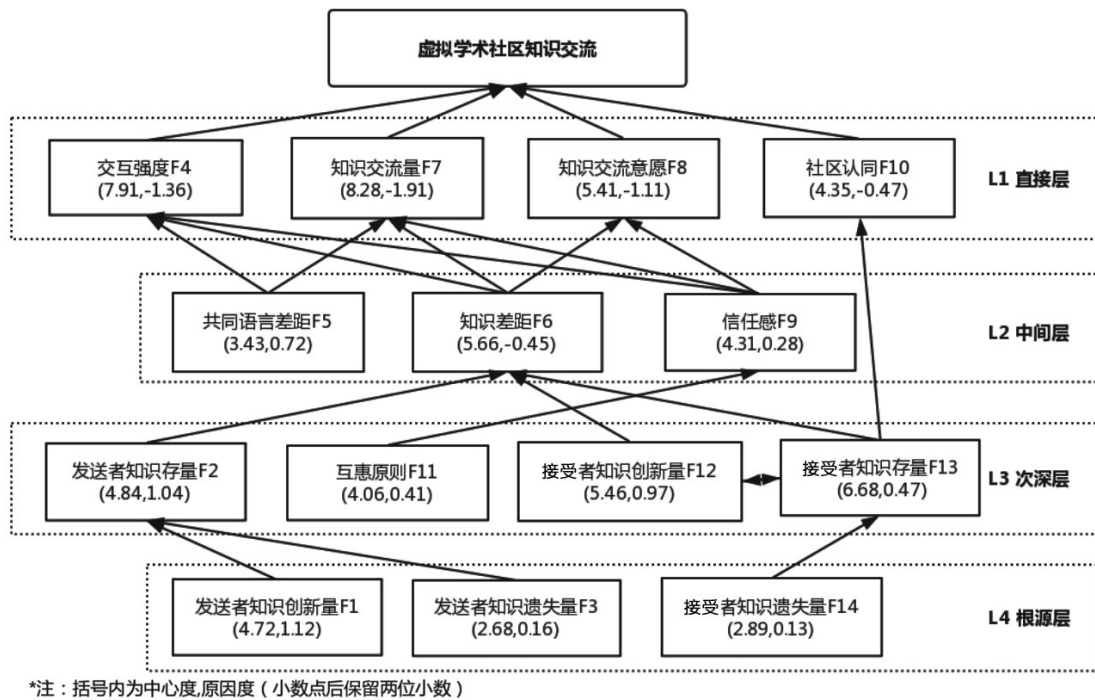 虚拟学术社区知识交流
交互强度F4
(7.91,-1.36)
知识交流量F7
(8.28,-1.91)
知识交流意愿F8
(5.41,-1.11)
社区认同F10
(4.35,-0.47)
L1 直接层
共同语言差距F5
(3.43,0.72)
知识差距F6
(5.66,-0.45)
信任感F9
(4.31,0.28)
L2 中间层
发送者知识存量F2
(4.84,1.04)
互惠原则F11
(4.06,0.41)
接受者知识创新量F12
(5.46,0.97)
接受者知识存量F13
(6.68,0.47)
L3 次深层
发送者知识创新量F1
(4.72,1.12)
发送者知识遗失量F3
(2.68,0.16)
接受者知识遗失量F14
(2.89,0.13)
L4 根源层
*注：括号内为中心度,原因度（小数点后保留两位小数）